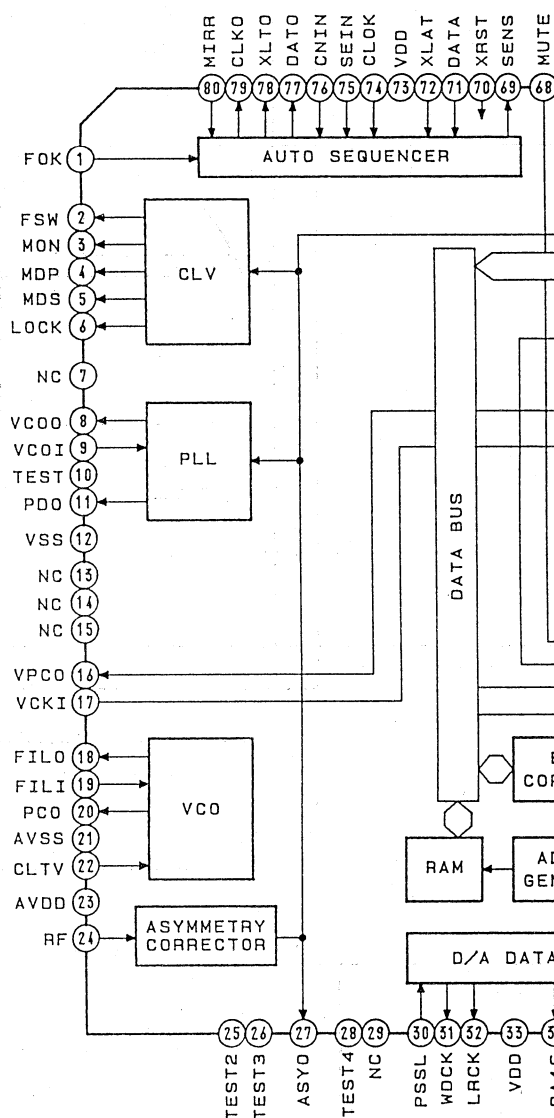 MIRR
CLKO
XLTO
DATO
CNIN
SEIN
CLOK
VDD
XLAT
DATA
XRST
SENS
MUTE
80 79 78 77 76 75 74 73 72 71 70 69 68
FOK 1
AUTO SEQUENCER
FSW 2
MON 3
MDP 4
MDS 5
LOCK 6
CLV
NC 7
VCOO 8
VCOI 9
TEST 10
PDO 11
PLL
VSS 12
NC 13
NC 14
NC 15
DATA BUS
VPCO 16
VCKI 17
FILO 18
FILI 19
PCO 20
AVSS 21
CLTV 22
VCO
AVDD 23
RF 24
ASYMMETRY
CORRECTOR
COR
RAM
AD
GEN
D/A DATA
25 26 27 28 29 30 31 32 33
TEST2
TEST3
ASYO
TEST4
NC
PSSL
WDCK
LRCK
VDD